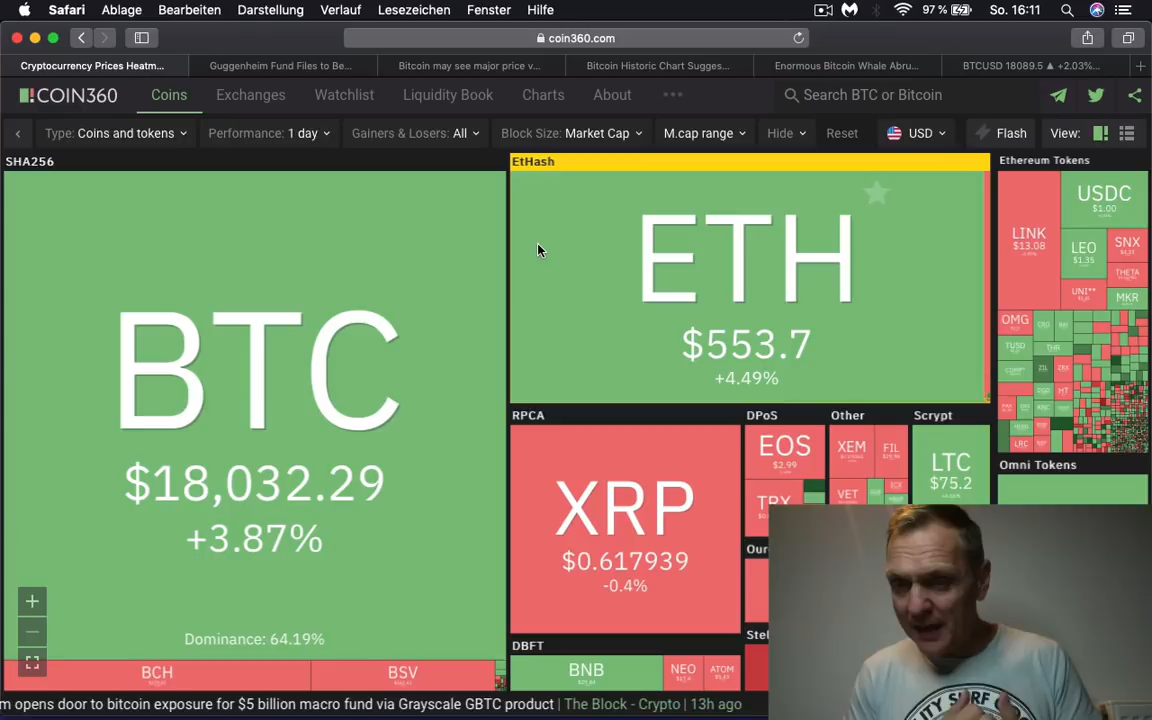 Safari Ablage Bearbeiten Darstellung Verlauf Lesezeichen Fenster Hilfe 97 % So. 16:11
coin360.com
Cryptocurrency Prices Heatm... Guggenheim Fund Files to Be... Bitcoin may see major price v... Bitcoin Historic Chart Sugges... Enormous Bitcoin Whale Abru... BTCUSD 18089.5 ▲ +2.03%...
COIN360 Coins Exchanges Watchlist Liquidity Book Charts About Search BTC or Bitcoin
Type: Coins and tokens Performance: 1 day Gainers & Losers: All Block Size: Market Cap M.cap range Hide Reset USD Flash View:
SHA256
BTC
$18,032.29
+3.87%
Dominance: 64.19%
BCH
BSV
EtHash
ETH
$553.7
+4.49%
RPCA
XRP
$0.617939
-0.4%
DBFT
BNB
NEO
ATOM
DPoS
EOS
$2.99
TRX
Other
XEM
FIL
VET
Scrypt
LTC
$75.2
Ethereum Tokens
LINK
$13.08
USDC
$1.00
LEO
$1.35
SNX
THETA
UNI**
MKR
OMG
TUSD
LRC
Omni Tokens
m opens door to bitcoin exposure for $5 billion macro fund via Grayscale GBTC product | The Block - Crypto | 13h ago